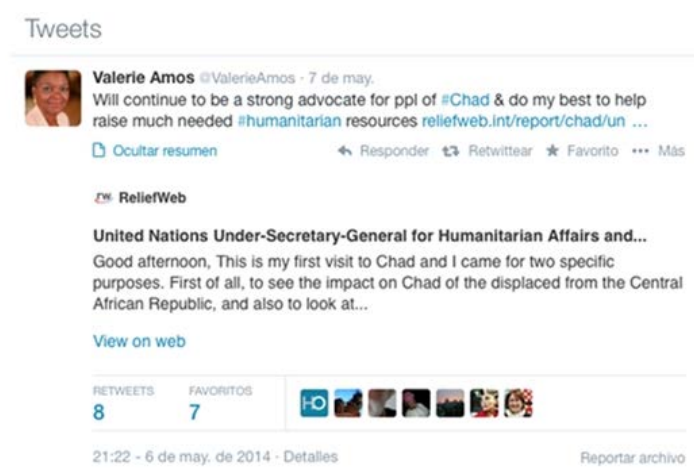 Tweets
Valerie Amos @ValerieAmos · 7 de may.
Will continue to be a strong advocate for ppl of #Chad & do my best to help
raise much needed #humanitarian resources reliefweb.int/report/chad/un ...
Ocultar resumen Responder Retwittear Favorito Más
rw ReliefWeb
United Nations Under-Secretary-General for Humanitarian Affairs and...
Good afternoon, This is my first visit to Chad and I came for two specific
purposes. First of all, to see the impact on Chad of the displaced from the Central
African Republic, and also to look at...
View on web
RETWEETS FAVORITOS
8 7 HO
21:22 - 6 de may. de 2014 · Detalles Reportar archivo